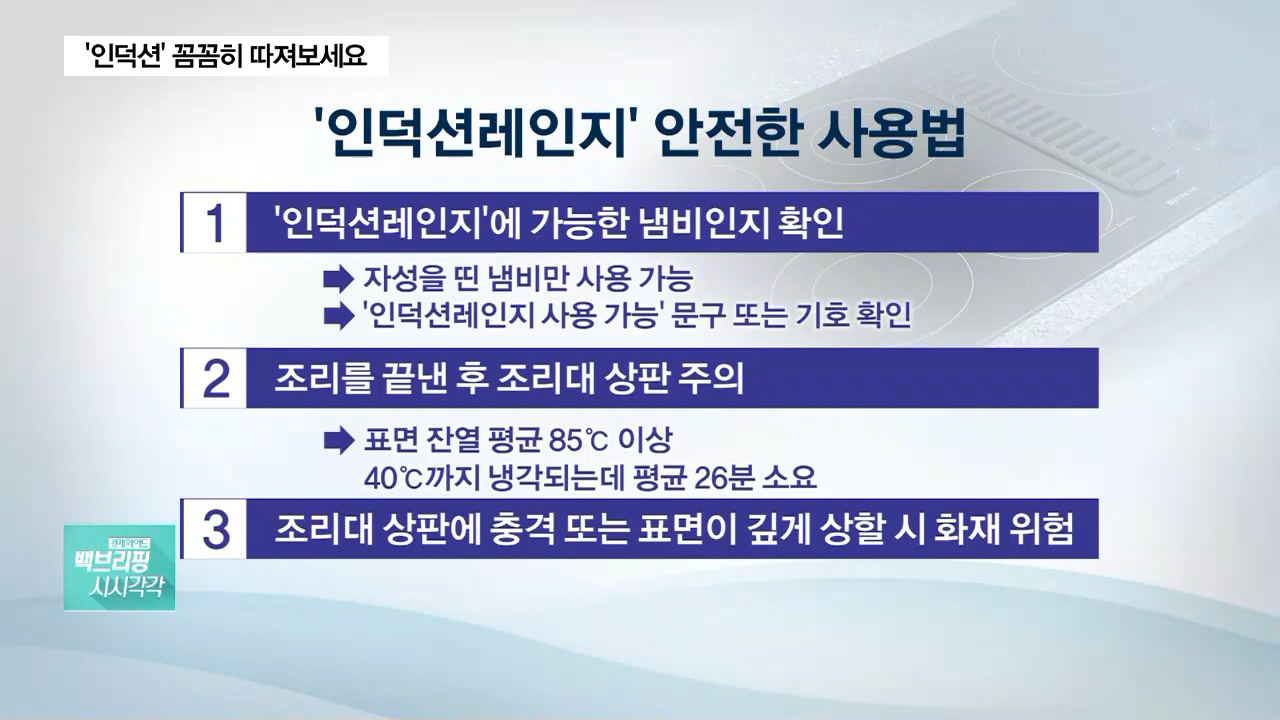 '인덕션' 꼼꼼히 따져보세요
'인덕션레인지' 안전한 사용법
1 '인덕션레인지'에 가능한 냄비인지 확인
➡ 자성을 띤 냄비만 사용 가능
➡ '인덕션레인지 사용 가능' 문구 또는 기호 확인
2 조리를 끝낸 후 조리대 상판 주의
➡ 표면 잔열 평균 85℃ 이상
40℃까지 냉각되는데 평균 26분 소요
3 조리대 상판에 충격 또는 표면이 깊게 상할 시 화재 위험
경제와이드
백브리핑
시시각각